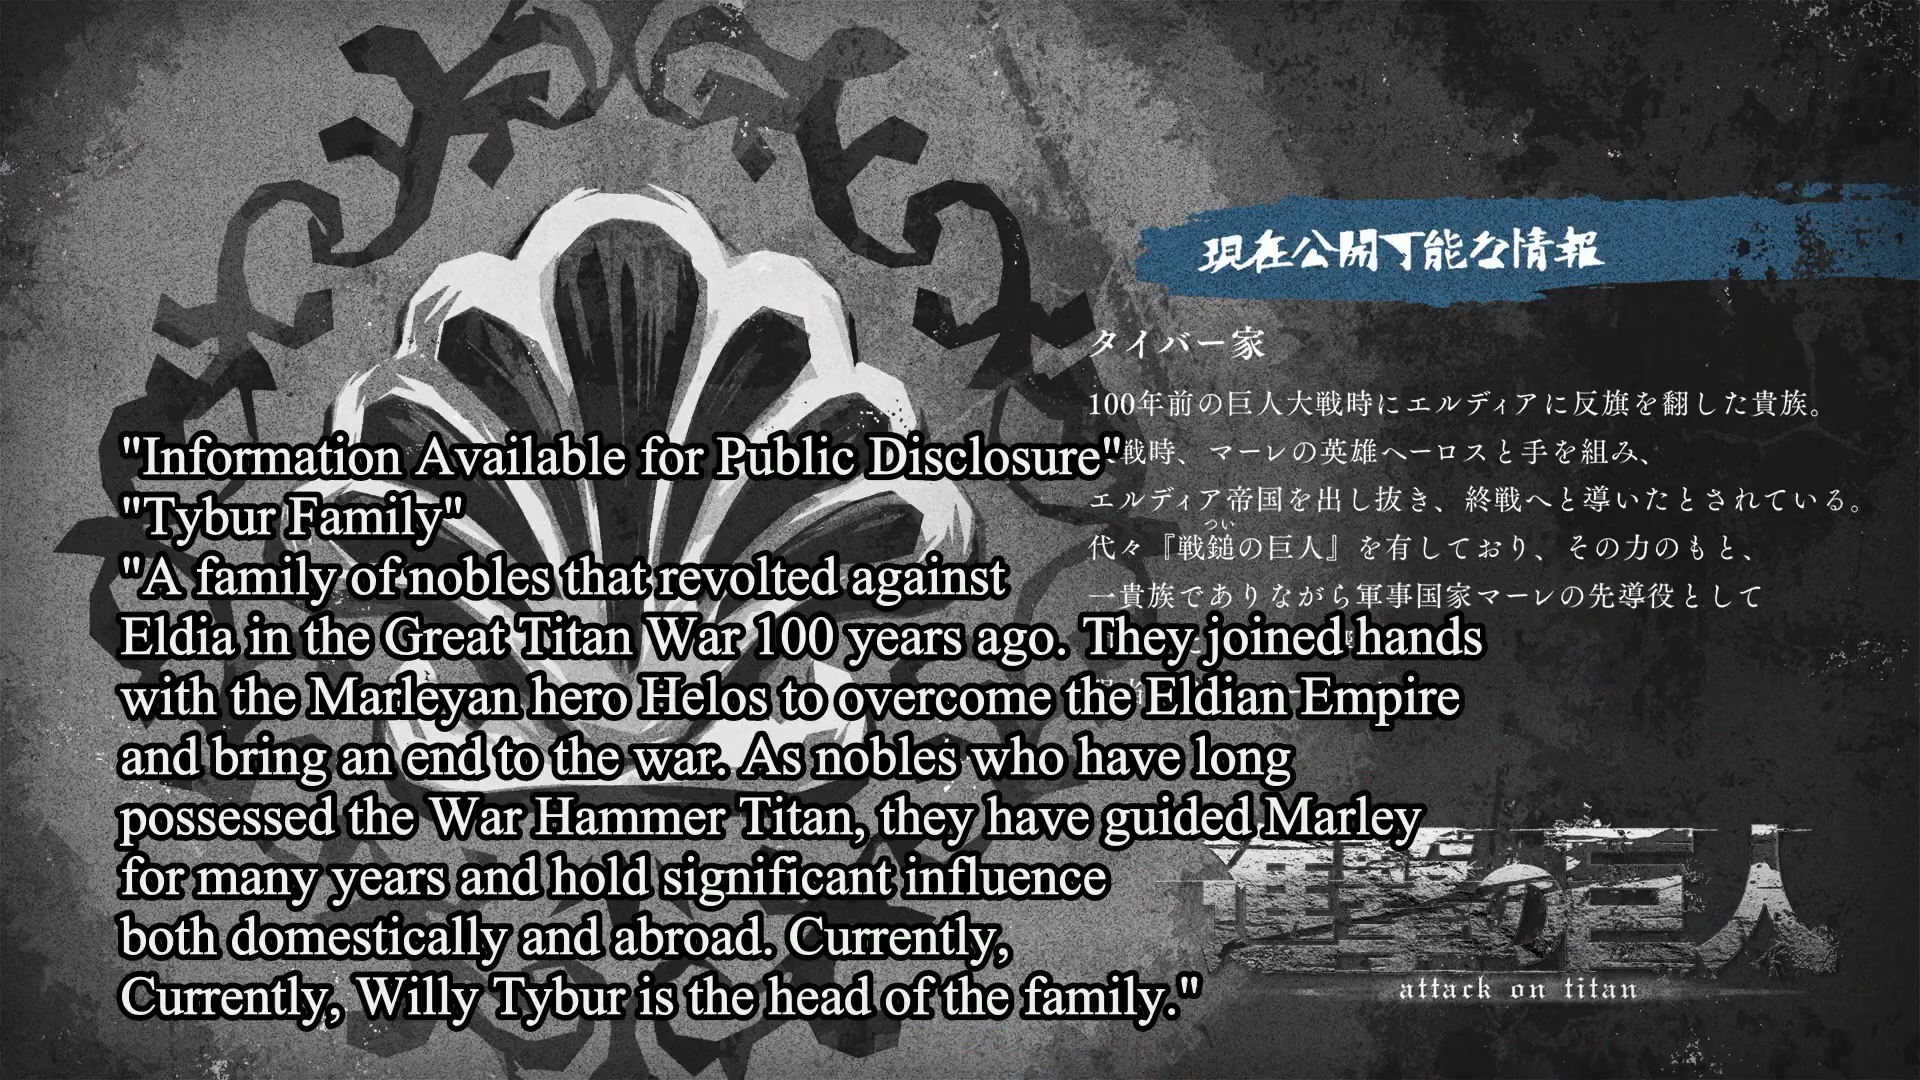 現在公開可能な情報
タイバー家
100年前の巨人大戦時にエルディアに反旗を翻した貴族。
戦時、マーレの英雄ヘーロスと手を組み、
エルディア帝国を出し抜き、終戦へと導いたとされている。
つい
代々『戦鎚の巨人』を有しており、その力のもと、
一貴族でありながら軍事国家マーレの先導役として
"Information Available for Public Disclosure"
"Tybur Family"
"A family of nobles that revolted against
Eldia in the Great Titan War 100 years ago. They joined hands
with the Marleyan hero Helos to overcome the Eldian Empire
and bring an end to the war. As nobles who have long
possessed the War Hammer Titan, they have guided Marley
for many years and hold significant influence
both domestically and abroad. Currently,
Currently, Willy Tybur is the head of the family."
進撃の巨人
attack on titan